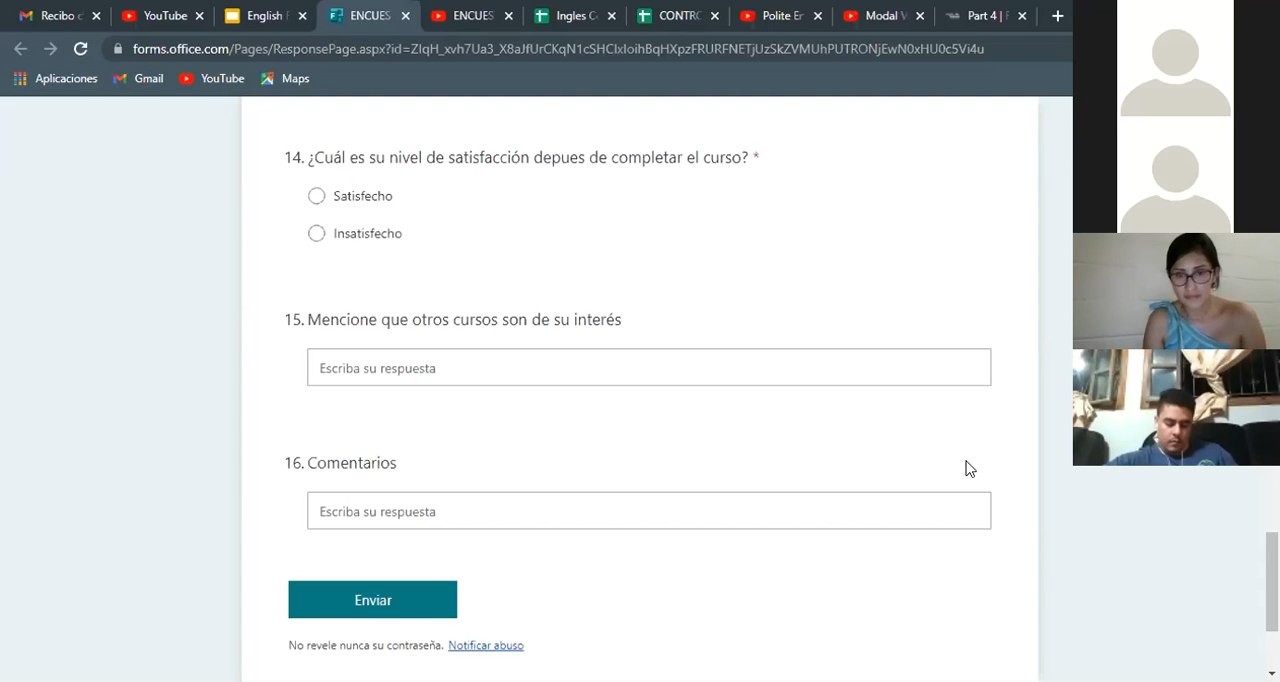 Recibo c
YouTube
English F
ENCUES
ENCUES
Ingles C
CONTRC
Polite Er
Modal V
Part 4 |
forms.office.com/Pages/ResponsePage.aspx?id=ZIqH_xvh7Ua3_X8aJfUrCKqN1cSHCIxIoihBqHXpzFRURFNETjUzSkZVMUhPUTRONjEwN0xHU0c5Vi4u
Aplicaciones
Gmail
YouTube
Maps
14. ¿Cuál es su nivel de satisfacción depues de completar el curso? *
Satisfecho
Insatisfecho
15. Mencione que otros cursos son de su interés
Escriba su respuesta
16. Comentarios
Escriba su respuesta
Enviar
No revele nunca su contraseña. Notificar abuso